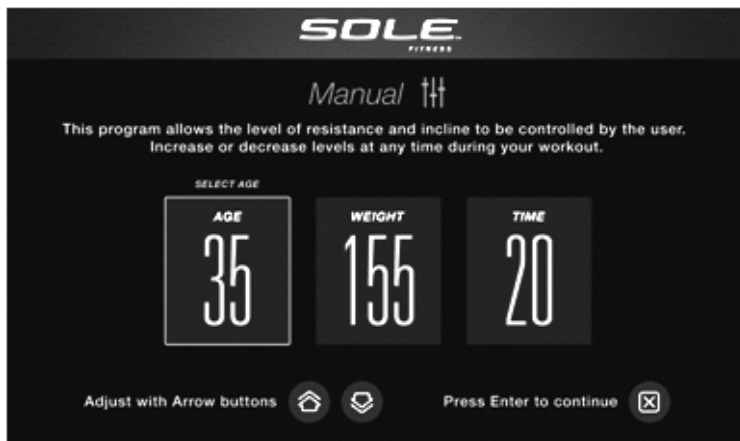 SOLE
FITNESS
Manual
This program allows the level of resistance and incline to be controlled by the user.
Increase or decrease levels at any time during your workout.
SELECT AGE
AGE WEIGHT TIME
35 155 20
Adjust with Arrow buttons Press Enter to continue